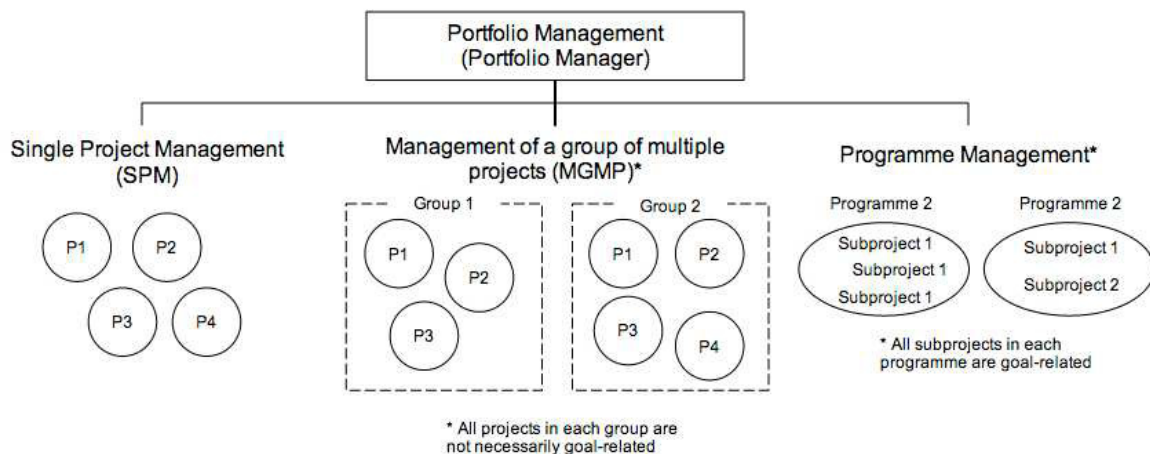 Portfolio Management
(Portfolio Manager)
Single Project Management
(SPM)
P1
P2
P3
P4
Management of a group of multiple
projects (MGMP)*
Group 1
P1
P2
P3
Group 2
P1
P2
P3
P4
* All projects in each group are
not necessarily goal-related
Programme Management*
Programme 2
Subproject 1
Subproject 1
Subproject 1
Programme 2
Subproject 1
Subproject 2
* All subprojects in each
programme are goal-related